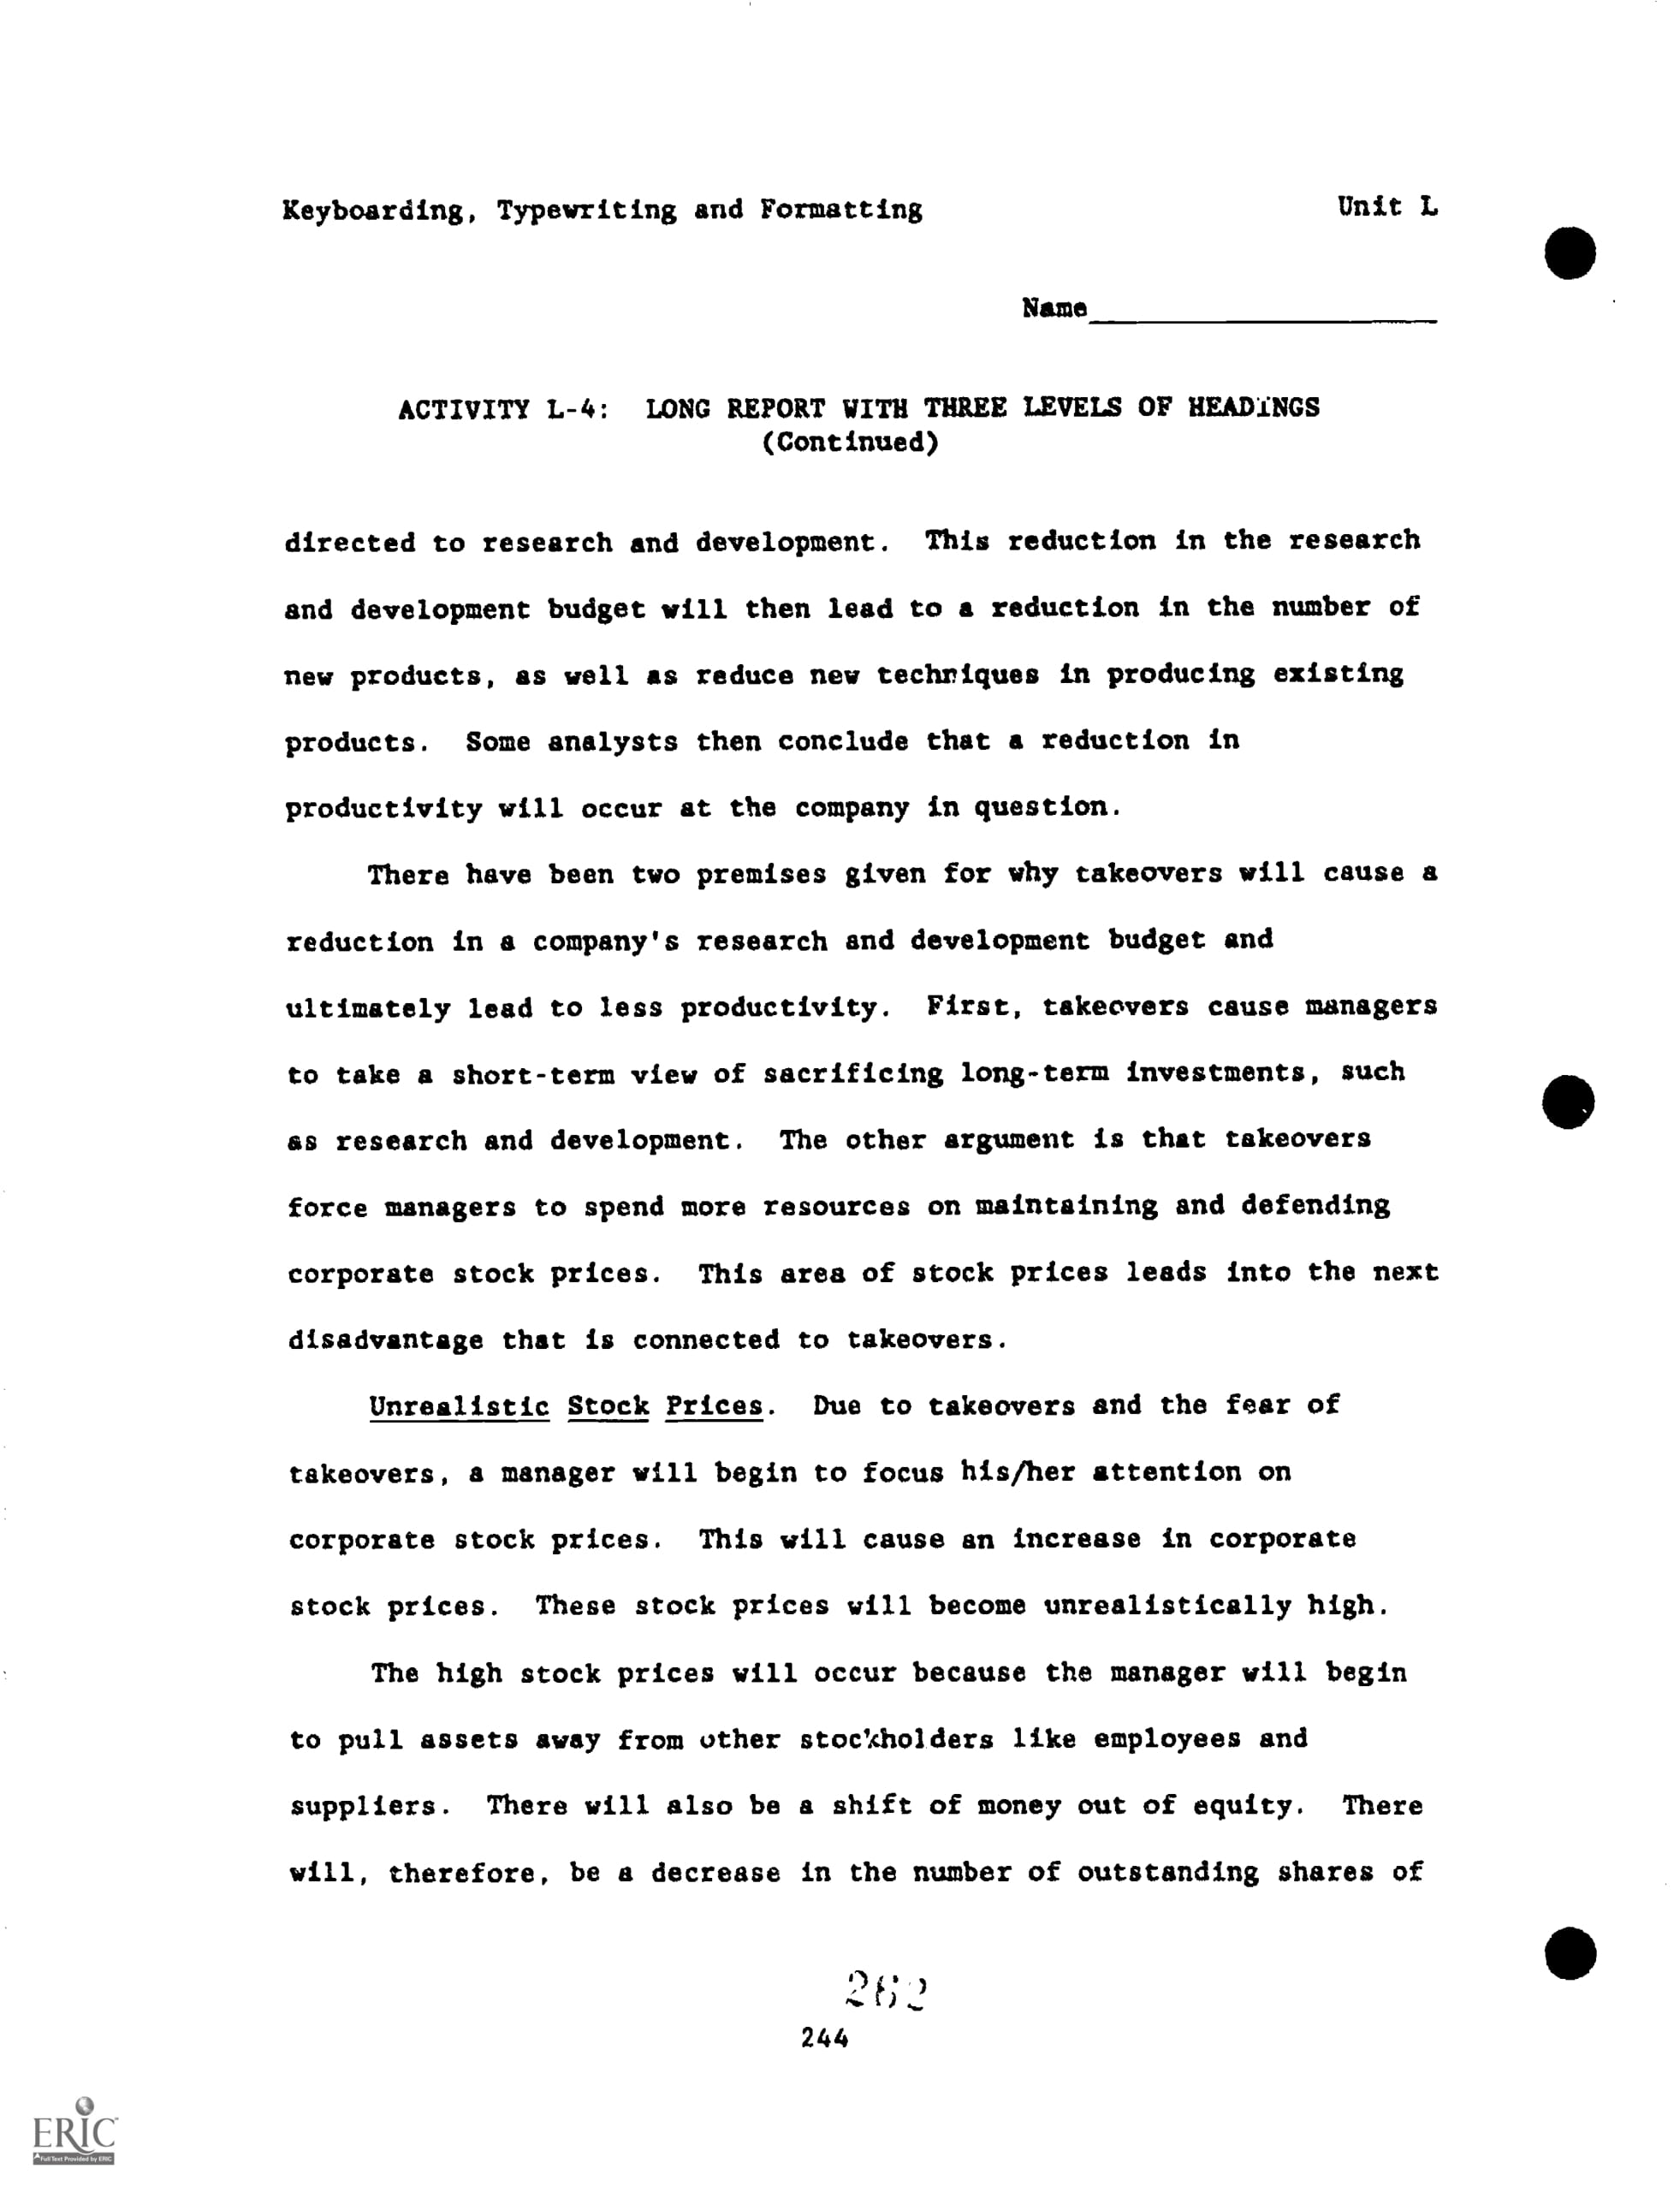 Keyboarding, Typewriting and Formatting Unit L
Name
ACTIVITY L-4: LONG REPORT WITH THREE LEVELS OF HEADINGS
(Continued)
directed to research and development. This reduction in the research
and development budget will then lead to a reduction in the number of
new products, as well as reduce new techniques in producing existing
products. Some analysts then conclude that a reduction in
productivity will occur at the company in question.
There have been two premises given for why takeovers will cause a
reduction in a company's research and development budget and
ultimately lead to less productivity. First, takeovers cause managers
to take a short-term view of sacrificing long-term investments, such
as research and development. The other argument is that takeovers
force managers to spend more resources on maintaining and defending
corporate stock prices. This area of stock prices leads into the next
disadvantage that is connected to takeovers.
Unrealistic Stock Prices. Due to takeovers and the fear of
takeovers, a manager will begin to focus his/her attention on
corporate stock prices. This will cause an increase in corporate
stock prices. These stock prices will become unrealistically high.
The high stock prices will occur because the manager will begin
to pull assets away from other stockholders like employees and
suppliers. There will also be a shift of money out of equity. There
will, therefore, be a decrease in the number of outstanding shares of
262
244
ERIC
Full Text Provided by ERIC